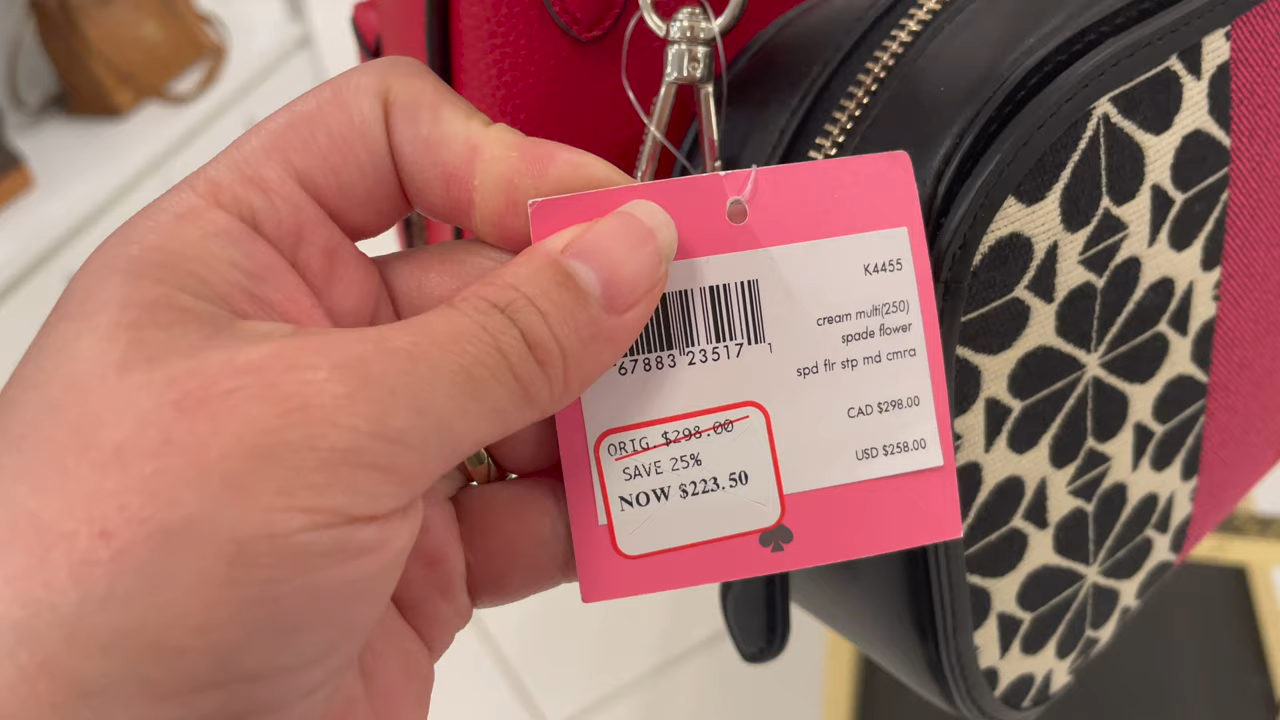 K4455
cream multi(250)
spade flower
spd flr stp md cmra
67883 23517 1
CAD $298.00
USD $258.00
ORIG. $298.00
SAVE 25%
NOW $223.50